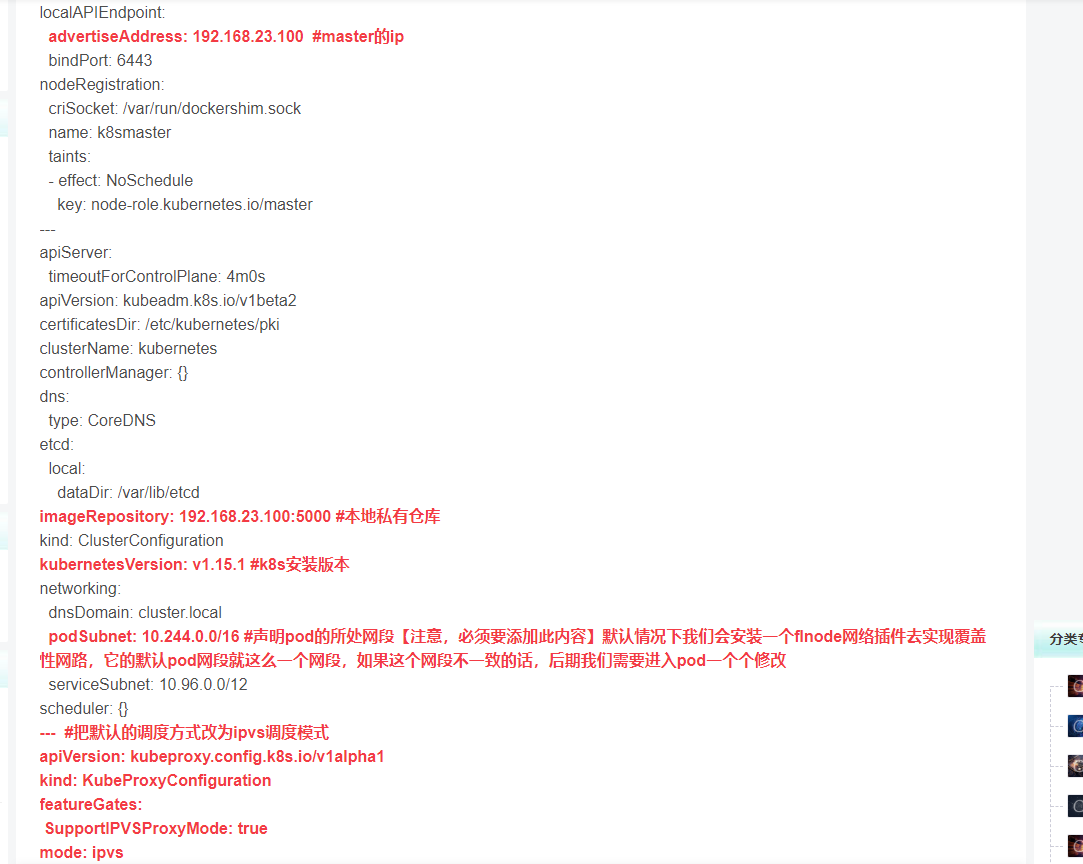 localAPIEndpoint:
  advertiseAddress: 192.168.23.100  #master的ip
  bindPort: 6443
nodeRegistration:
  criSocket: /var/run/dockershim.sock
  name: k8smaster
  taints:
  - effect: NoSchedule
    key: node-role.kubernetes.io/master
---
apiServer:
  timeoutForControlPlane: 4m0s
apiVersion: kubeadm.k8s.io/v1beta2
certificatesDir: /etc/kubernetes/pki
clusterName: kubernetes
controllerManager: {}
dns:
  type: CoreDNS
etcd:
  local:
    dataDir: /var/lib/etcd
imageRepository: 192.168.23.100:5000 #本地私有仓库
kind: ClusterConfiguration
kubernetesVersion: v1.15.1 #k8s安装版本
networking:
  dnsDomain: cluster.local
  podSubnet: 10.244.0.0/16 #声明pod的所处网段【注意，必须要添加此内容】默认情况下我们会安装一个flnode网络插件去实现覆盖
性网路，它的默认pod网段就这么一个网段，如果这个网段不一致的话，后期我们需要进入pod一个个修改
  serviceSubnet: 10.96.0.0/12
scheduler: {}
---  #把默认的调度方式改为ipvs调度模式
apiVersion: kubeproxy.config.k8s.io/v1alpha1
kind: KubeProxyConfiguration
featureGates:
 SupportIPVSProxyMode: true
mode: ipvs
分类